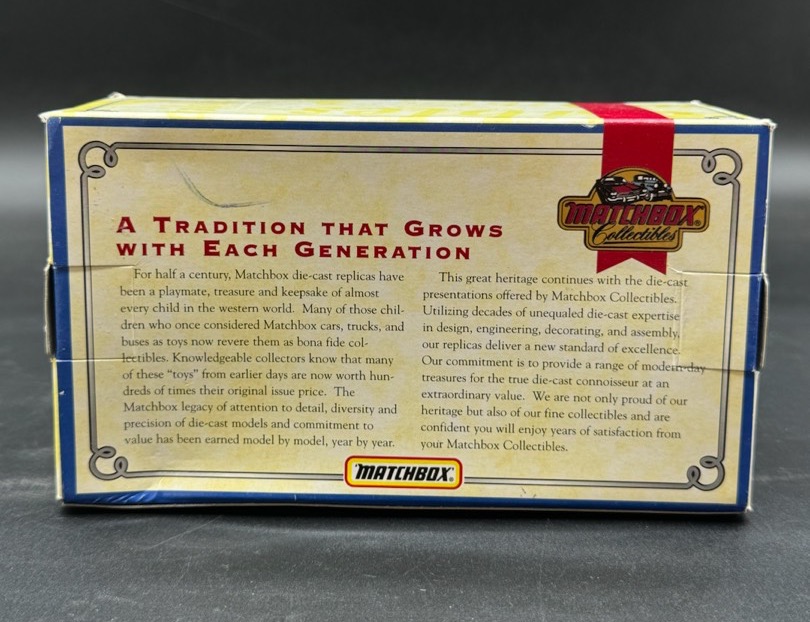 MATCHBOX
Collectibles
A TRADITION THAT GROWS
WITH EACH GENERATION
For half a century, Matchbox die-cast replicas have
been a playmate, treasure and keepsake of almost
every child in the western world. Many of those chil-
dren who once considered Matchbox cars, trucks, and
buses as toys now revere them as bona fide col-
lectibles. Knowledgeable collectors know that many
of these “toys” from earlier days are now worth hun-
dreds of times their original issue price. The
Matchbox legacy of attention to detail, diversity and
precision of die-cast models and commitment to
value has been earned model by model, year by year.
This great heritage continues with the die-cast
presentations offered by Matchbox Collectibles.
Utilizing decades of unequaled die-cast expertise
in design, engineering, decorating, and assembly,
our replicas deliver a new standard of excellence.
Our commitment is to provide a range of modern-day
treasures for the true die-cast connoisseur at an
extraordinary value. We are not only proud of our
heritage but also of our fine collectibles and are
confident you will enjoy years of satisfaction from
your Matchbox Collectibles.
"MATCHBOX"®